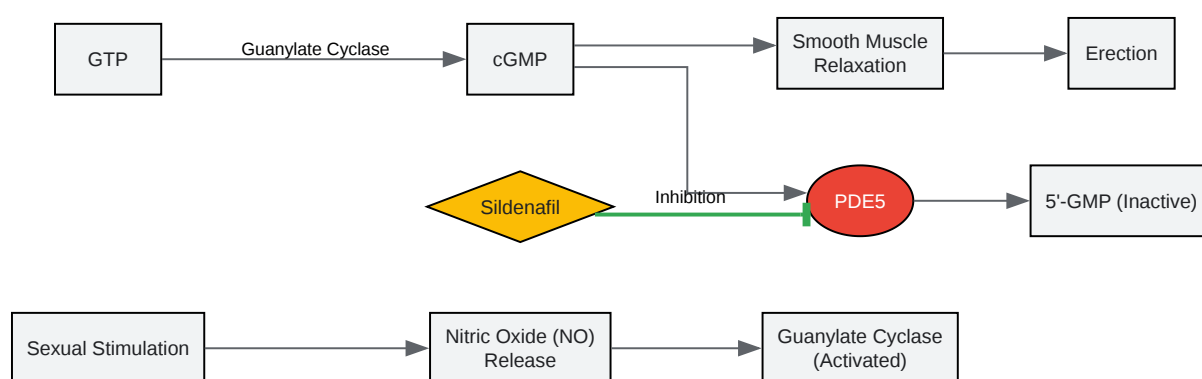 GTP
Guanylate Cyclase
cGMP
Smooth Muscle
Relaxation
Erection
Sildenafil
Inhibition
PDE5
5'-GMP (Inactive)
Sexual Stimulation
Nitric Oxide (NO)
Release
Guanylate Cyclase
(Activated)